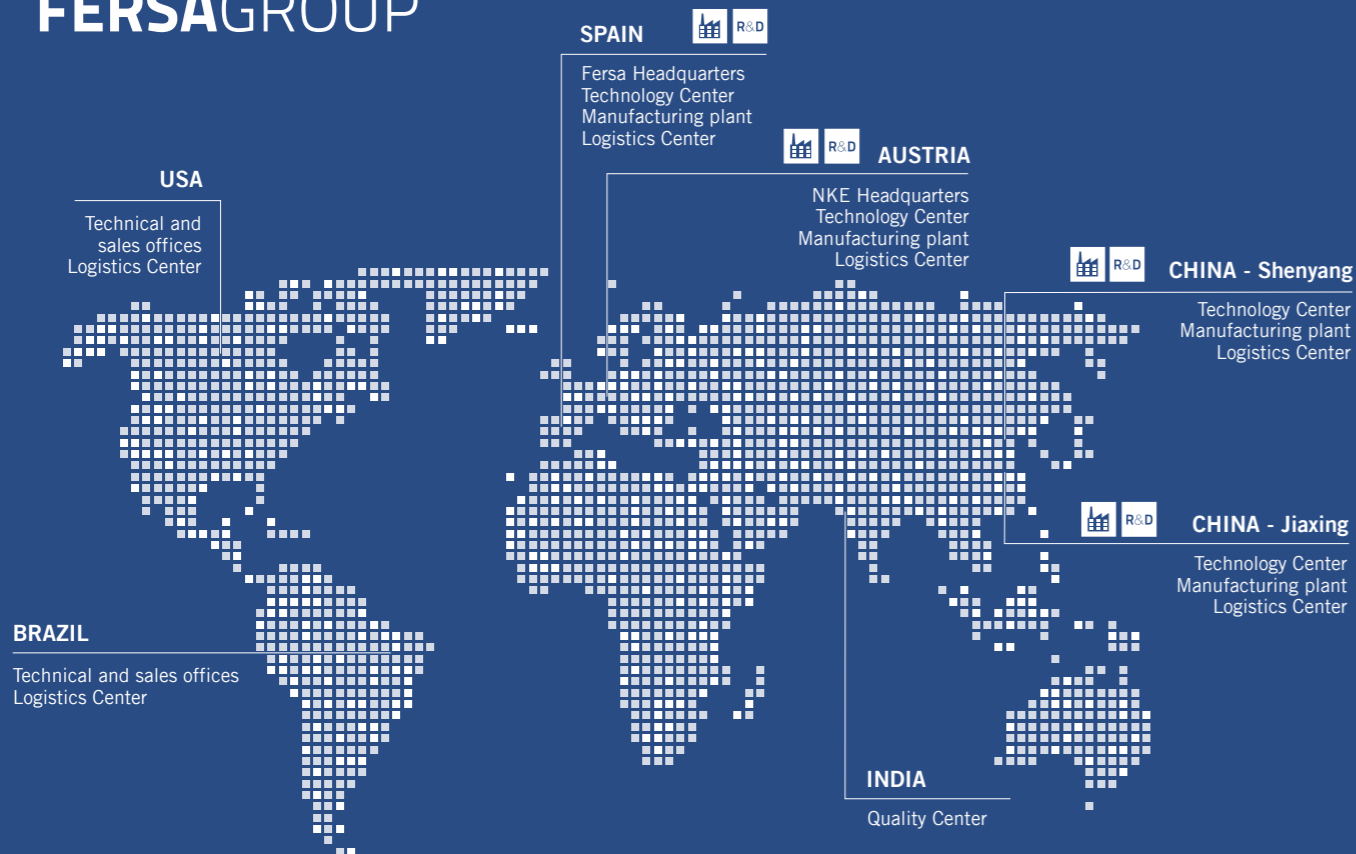 FERSAGROUP
SPAIN
R&D
Fersa Headquarters
Technology Center
Manufacturing plant
Logistics Center
R&D
AUSTRIA
NKE Headquarters
Technology Center
Manufacturing plant
Logistics Center
USA
Technical and
sales offices
Logistics Center
R&D
CHINA - Shenyang
Technology Center
Manufacturing plant
Logistics Center
R&D
CHINA - Jiaxing
Technology Center
Manufacturing plant
Logistics Center
BRAZIL
Technical and sales offices
Logistics Center
INDIA
Quality Center